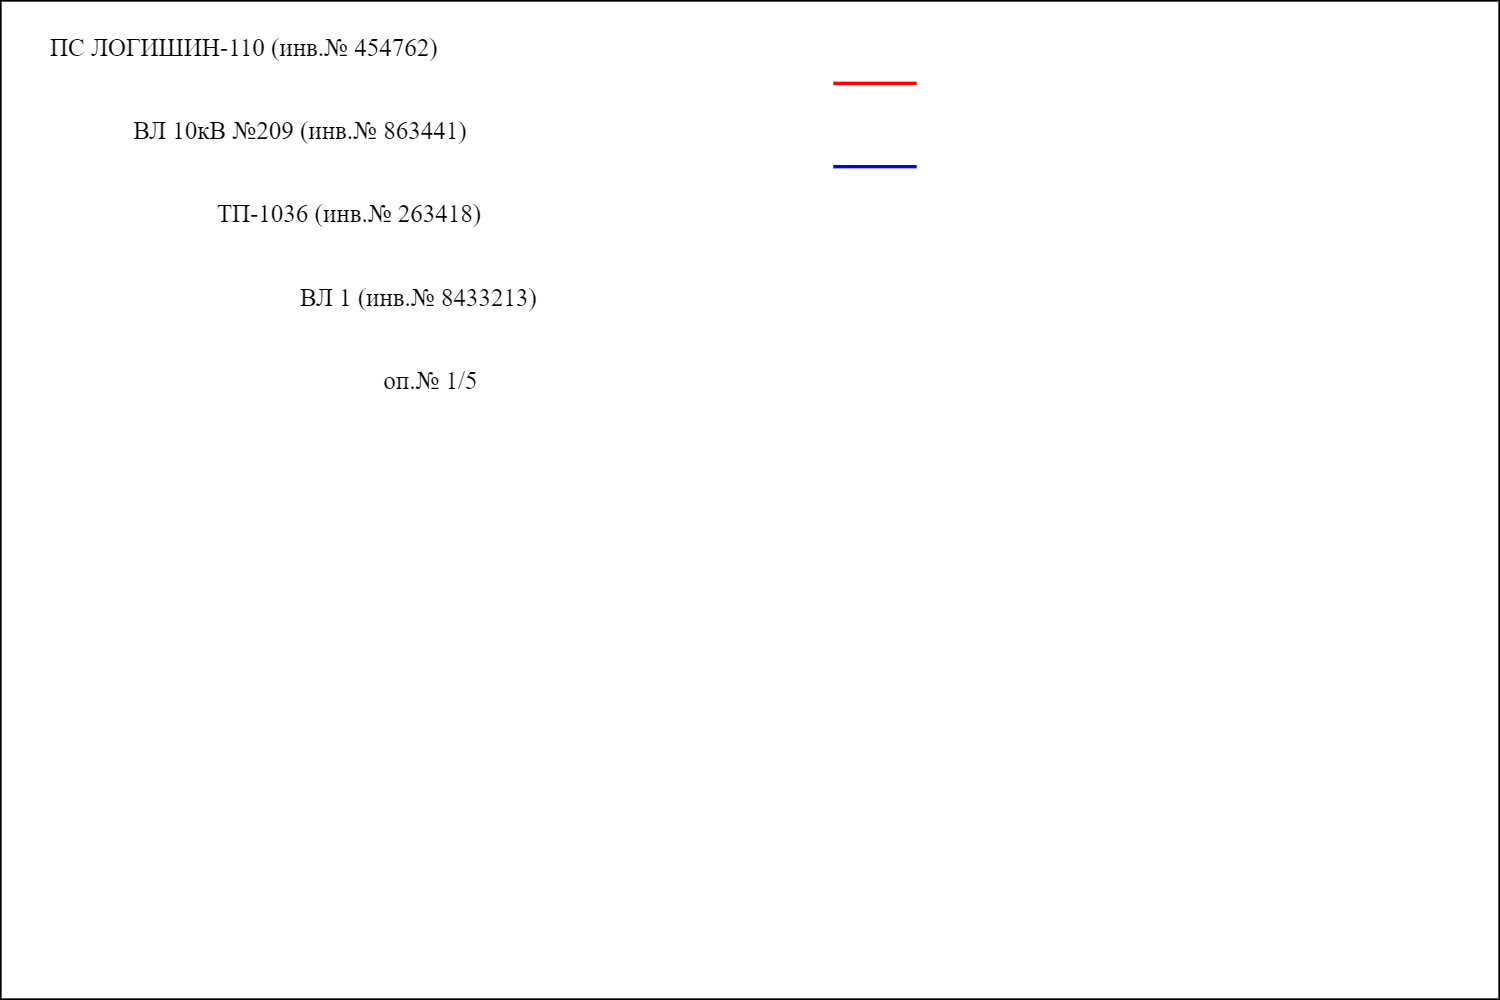 ПС ЛОГИШИН-110 (инв.№ 454762)
ВЛ 10кВ №209 (инв.№ 863441)
ТП-1036 (инв.№ 263418)
ВЛ 1 (инв.№ 8433213)
оп.№ 1/5